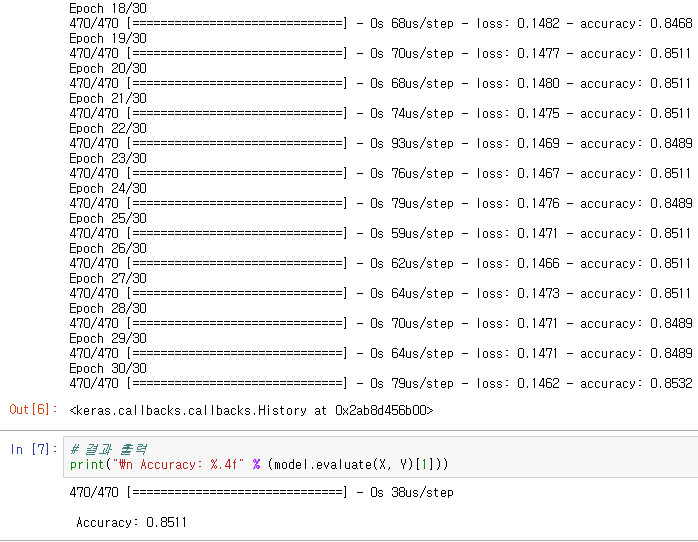 Epoch 18/30
470/470 [==============================] - 0s 68us/step - loss: 0.1482 - accuracy: 0.8468
Epoch 19/30
470/470 [==============================] - 0s 70us/step - loss: 0.1477 - accuracy: 0.8511
Epoch 20/30
470/470 [==============================] - 0s 68us/step - loss: 0.1480 - accuracy: 0.8511
Epoch 21/30
470/470 [==============================] - 0s 74us/step - loss: 0.1475 - accuracy: 0.8511
Epoch 22/30
470/470 [==============================] - 0s 93us/step - loss: 0.1469 - accuracy: 0.8489
Epoch 23/30
470/470 [==============================] - 0s 76us/step - loss: 0.1467 - accuracy: 0.8511
Epoch 24/30
470/470 [==============================] - 0s 79us/step - loss: 0.1476 - accuracy: 0.8489
Epoch 25/30
470/470 [==============================] - 0s 59us/step - loss: 0.1471 - accuracy: 0.8511
Epoch 26/30
470/470 [==============================] - 0s 62us/step - loss: 0.1466 - accuracy: 0.8511
Epoch 27/30
470/470 [==============================] - 0s 64us/step - loss: 0.1473 - accuracy: 0.8511
Epoch 28/30
470/470 [==============================] - 0s 70us/step - loss: 0.1471 - accuracy: 0.8489
Epoch 29/30
470/470 [==============================] - 0s 64us/step - loss: 0.1471 - accuracy: 0.8489
Epoch 30/30
470/470 [==============================] - 0s 79us/step - loss: 0.1462 - accuracy: 0.8532
Out[6]: <keras.callbacks.callbacks.History at 0x2ab8d456b00>
In [7]: # 결과 출력
print("₩n Accuracy: %.4f" % (model.evaluate(X, Y)[1]))
470/470 [==============================] - 0s 38us/step
Accuracy: 0.8511